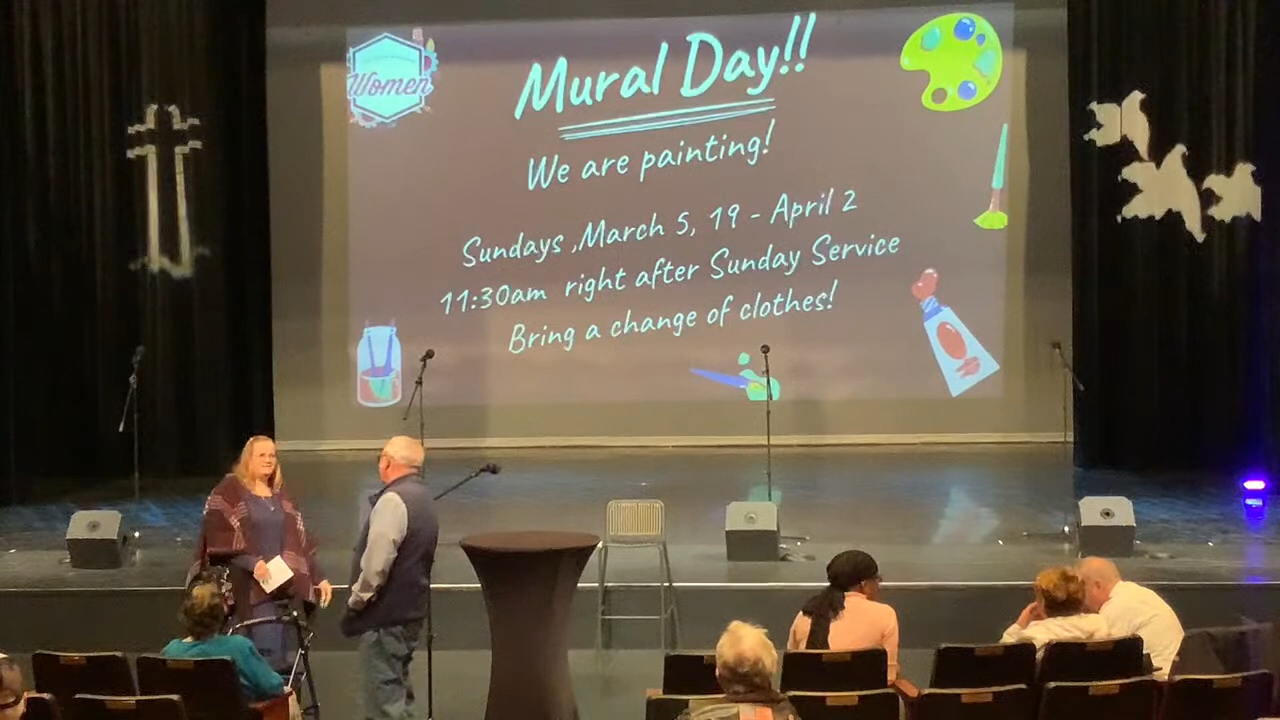 Women
Mural Day!!
We are painting!
Sundays ,March 5, 19 - April 2
11:30am right after Sunday Service
Bring a change of clothes!